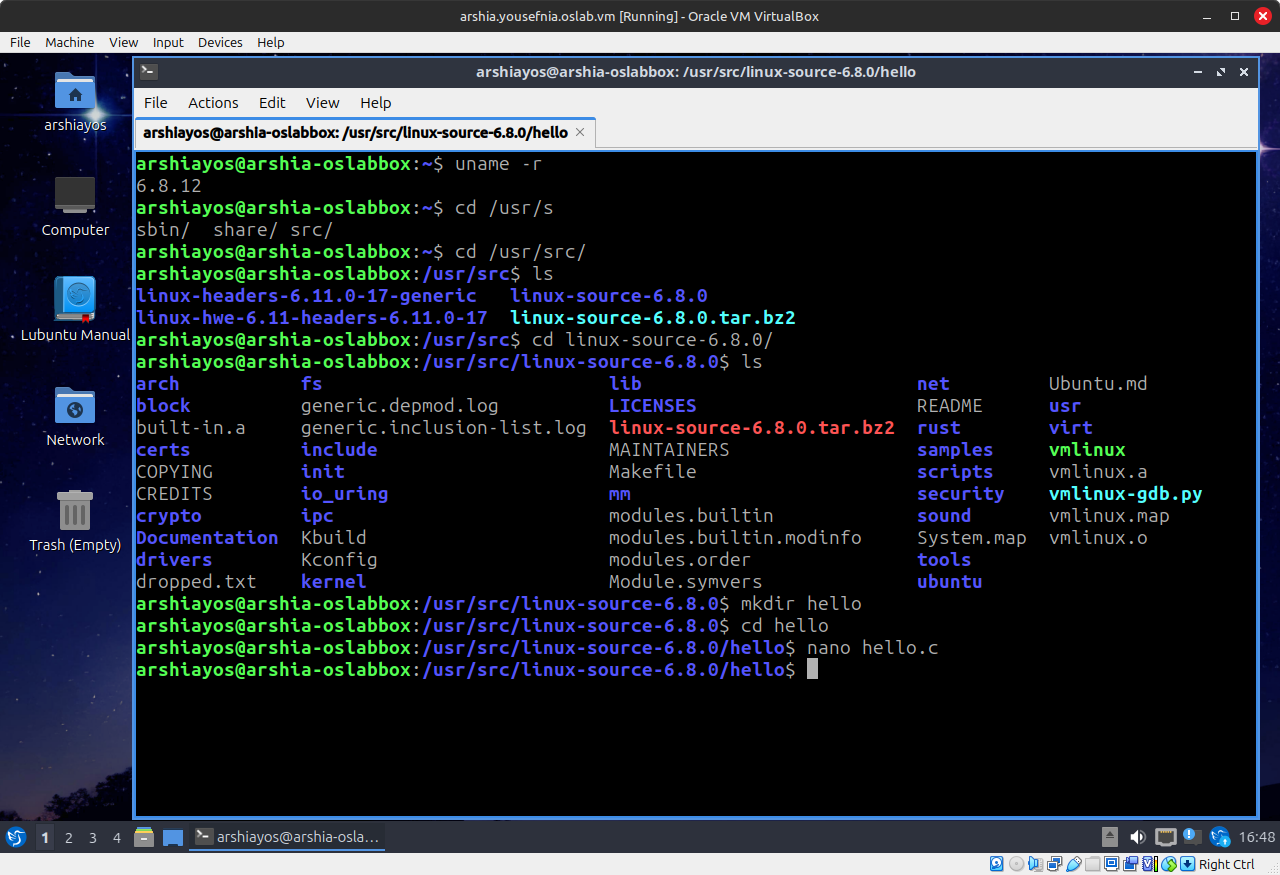 arshia.yousefnia.oslab.vm [Running] - Oracle VM VirtualBox
File Machine View Input Devices Help
arshiayos@arshia-oslabbox: /usr/src/linux-source-6.8.0/hello
File Actions Edit View Help
arshiayos@arshia-oslabbox: /usr/src/linux-source-6.8.0/hello
arshiayos
Computer
Lubuntu Manual
Network
Trash (Empty)
arshiayos@arshia-oslabbox:~$ uname -r
6.8.12
arshiayos@arshia-oslabbox:~$ cd /usr/s
sbin/ share/ src/
arshiayos@arshia-oslabbox:~$ cd /usr/src/
arshiayos@arshia-oslabbox:/usr/src$ ls
linux-headers-6.11.0-17-generic linux-source-6.8.0
linux-hwe-6.11-headers-6.11.0-17 linux-source-6.8.0.tar.bz2
arshiayos@arshia-oslabbox:/usr/src$ cd linux-source-6.8.0/
arshiayos@arshia-oslabbox:/usr/src/linux-source-6.8.0$ ls
arch fs lib net Ubuntu.md
block generic.depmod.log LICENSES README usr
built-in.a generic.inclusion-list.log linux-source-6.8.0.tar.bz2 rust virt
certs include MAINTAINERS samples vmlinux
COPYING init Makefile scripts vmlinux.a
CREDITS io_uring mm security vmlinux-gdb.py
crypto ipc modules.builtin sound vmlinux.map
Documentation Kbuild modules.builtin.modinfo System.map vmlinux.o
drivers Kconfig modules.order tools
dropped.txt kernel Module.symvers ubuntu
arshiayos@arshia-oslabbox:/usr/src/linux-source-6.8.0$ mkdir hello
arshiayos@arshia-oslabbox:/usr/src/linux-source-6.8.0$ cd hello
arshiayos@arshia-oslabbox:/usr/src/linux-source-6.8.0/hello$ nano hello.c
arshiayos@arshia-oslabbox:/usr/src/linux-source-6.8.0/hello$
1 2 3 4 arshiayos@arshia-osla... 16:48
Right Ctrl